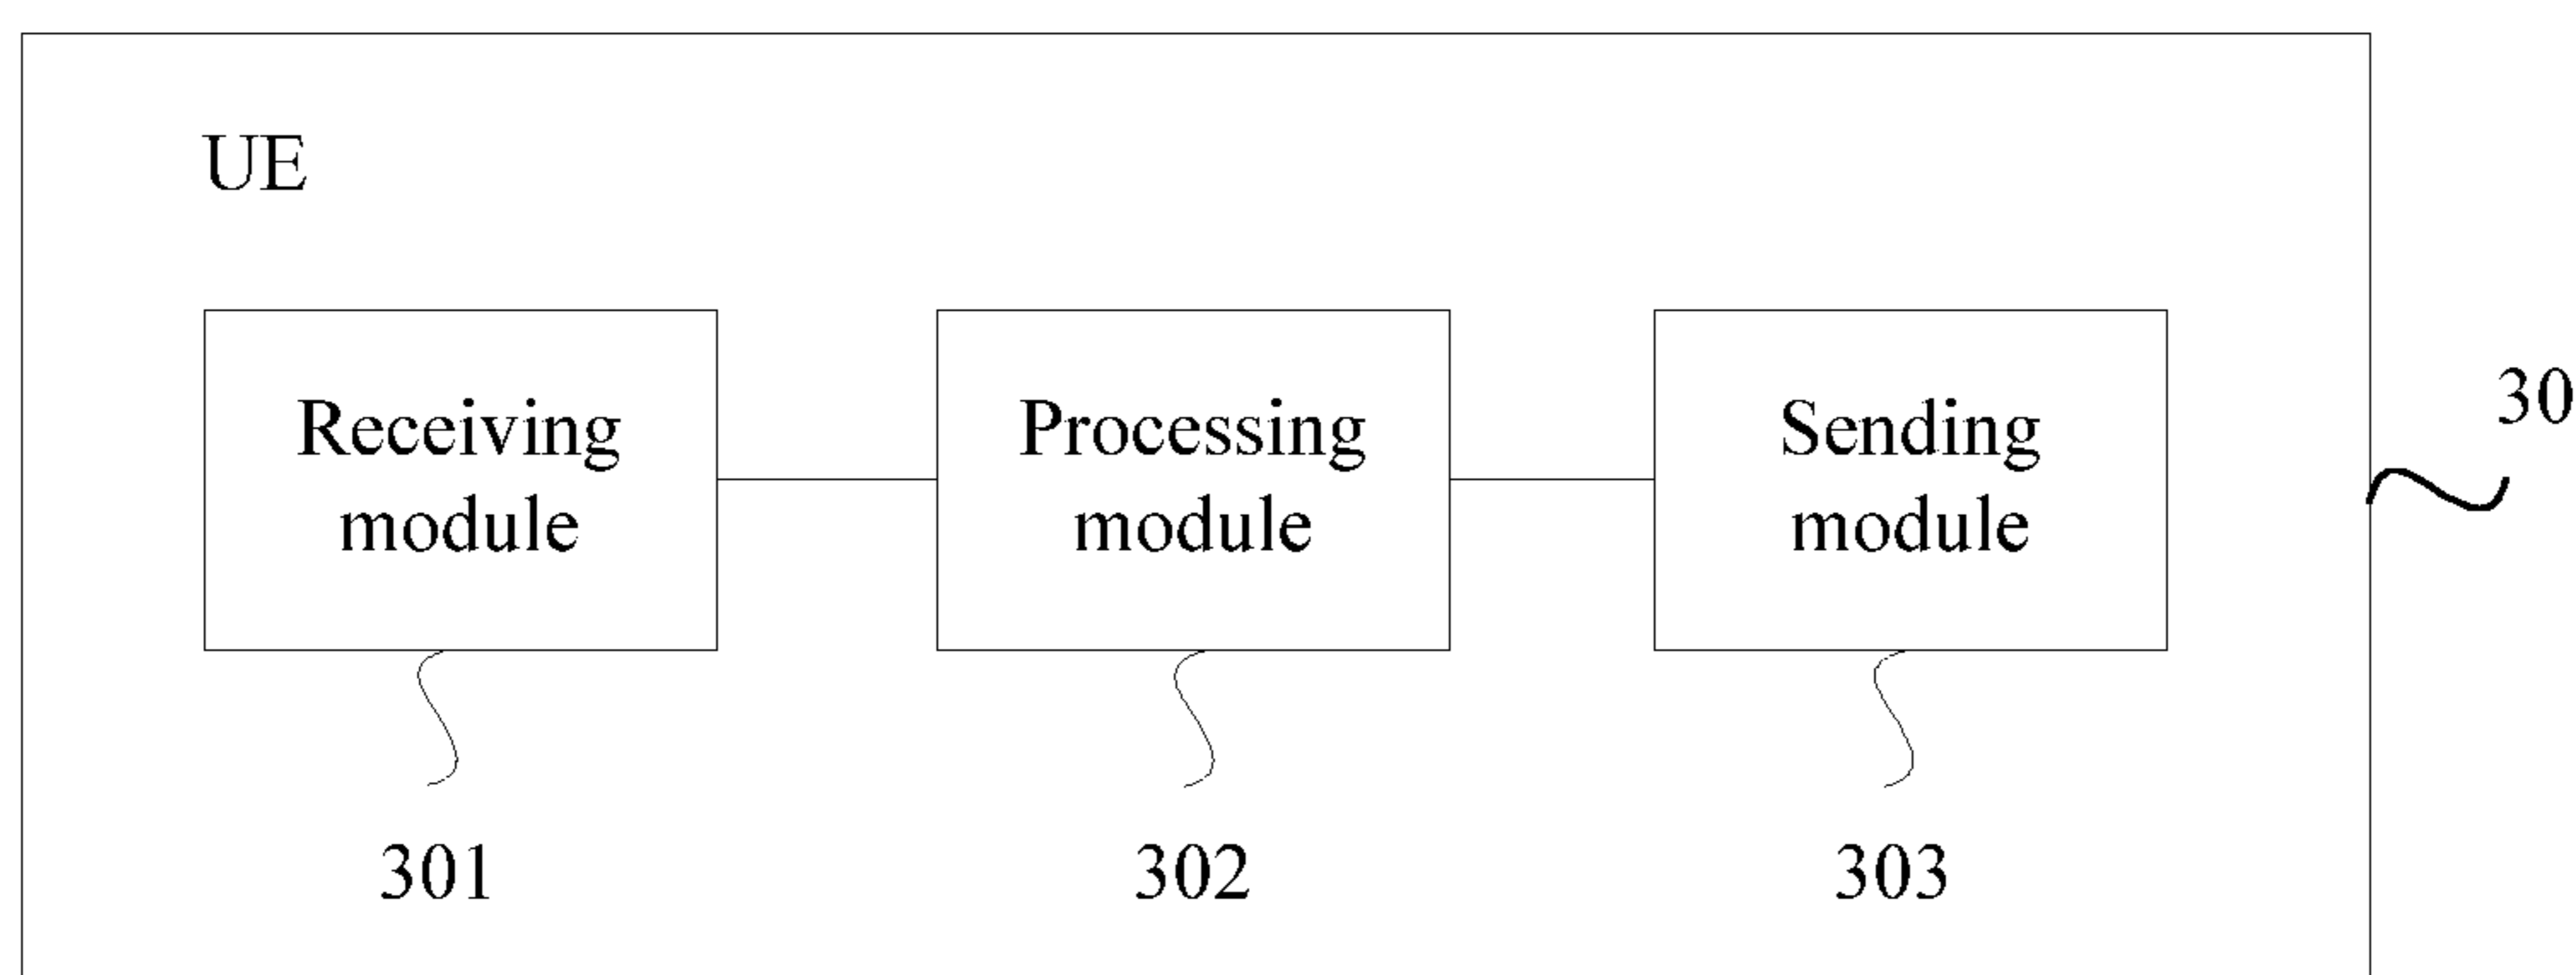 UE
Receiving
module
Processing
module
Sending
module
30
301
302
303